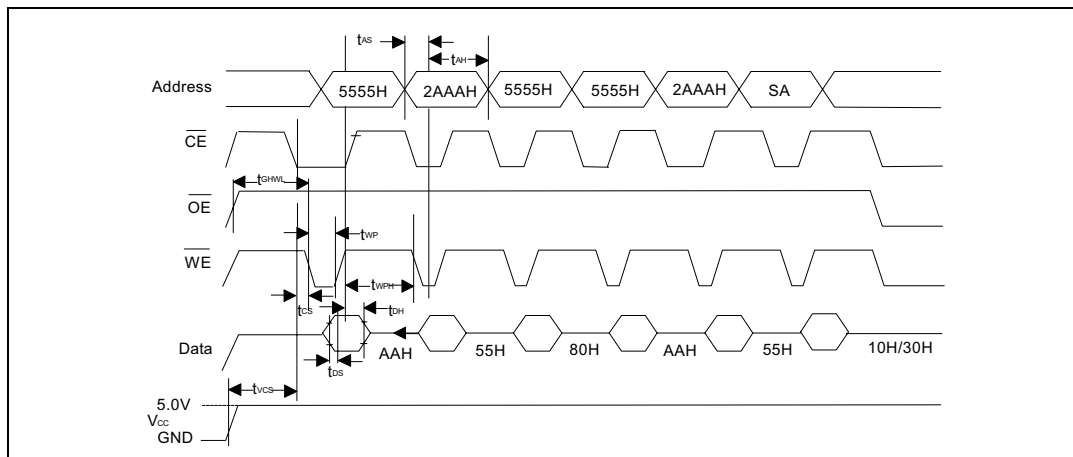 tAS
tAH
Address 5555H 2AAAH 5555H 5555H 2AAAH SA
CE
tGHWL
OE
tWP
WE
tWPH
tCS
tDH
Data AAH 55H 80H AAH 55H 10H/30H
tDS
tVCS
5.0V
VCC
GND